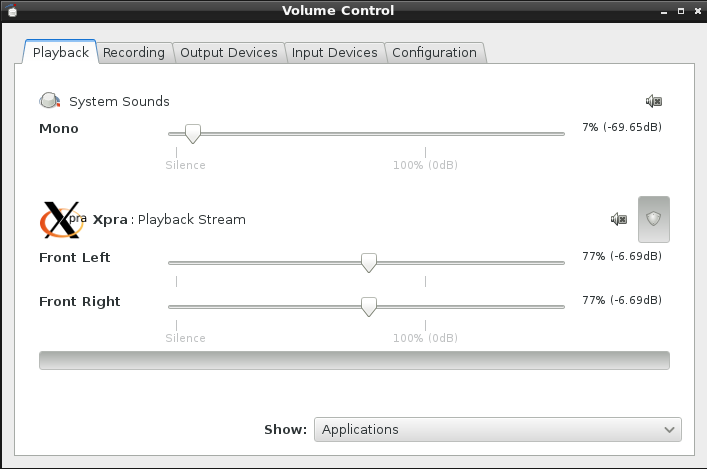 Volume Control
Playback Recording Output Devices Input Devices Configuration
System Sounds
Mono 7% (-69.65dB)
Silence 100% (0dB)
Xpra Xpra : Playback Stream
Front Left 77% (-6.69dB)
Front Right 77% (-6.69dB)
Silence 100% (0dB)
Show: Applications